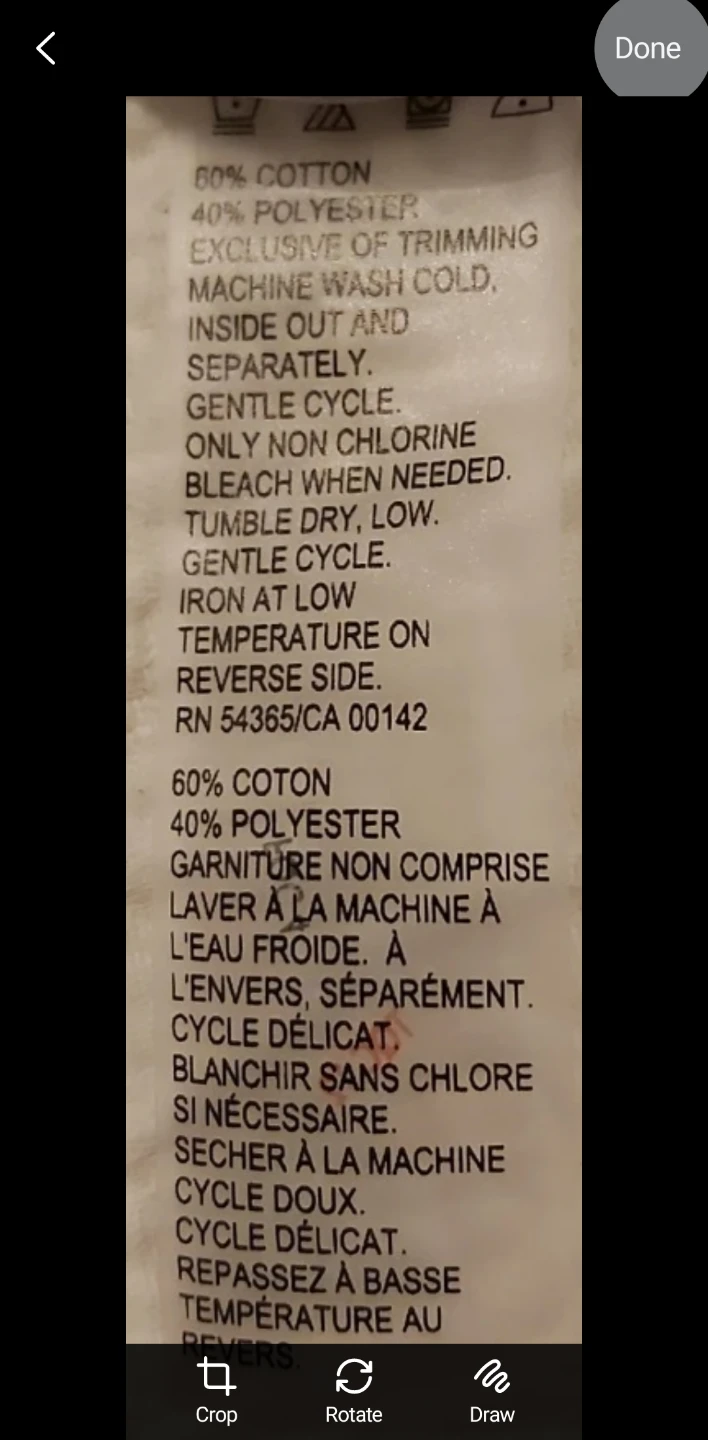 Done
60% COTTON
40% POLYESTER
EXCLUSIVE OF TRIMMING
MACHINE WASH COLD,
INSIDE OUT AND
SEPARATELY.
GENTLE CYCLE.
ONLY NON CHLORINE
BLEACH WHEN NEEDED.
TUMBLE DRY, LOW.
GENTLE CYCLE.
IRON AT LOW
TEMPERATURE ON
REVERSE SIDE.
RN 54365/CA 00142
60% COTON
40% POLYESTER
GARNITURE NON COMPRISE
LAVER À LA MACHINE À
L'EAU FROIDE. À
L'ENVERS, SÉPARÉMENT.
CYCLE DÉLICAT.
BLANCHIR SANS CHLORE
SI NÉCESSAIRE.
SECHER À LA MACHINE
CYCLE DOUX.
CYCLE DÉLICAT.
REPASSEZ À BASSE
TEMPÉRATURE AU
REVERS.
Crop Rotate Draw